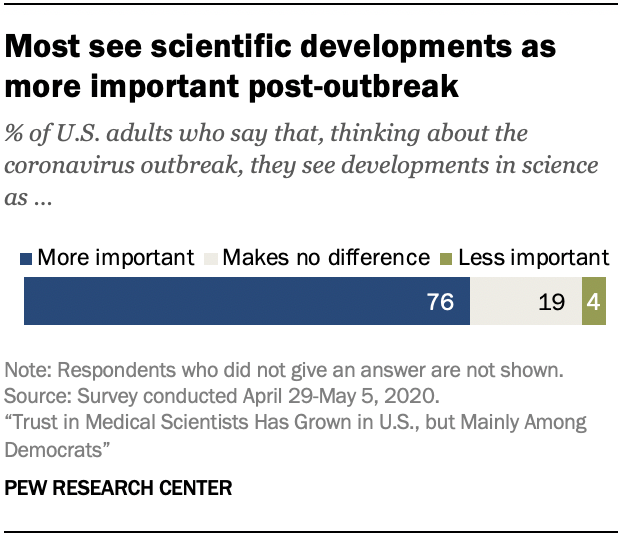 Most see scientific developments as
more important post-outbreak
% of U.S. adults who say that, thinking about the
coronavirus outbreak, they see developments in science
as ...
More important Makes no difference Less important
76 19 4
Note: Respondents who did not give an answer are not shown.
Source: Survey conducted April 29-May 5, 2020.
“Trust in Medical Scientists Has Grown in U.S., but Mainly Among
Democrats”
PEW RESEARCH CENTER